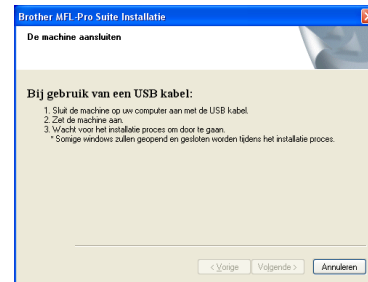 Brother MFL-Pro Suite Installatie
De machine aansluiten
Bij gebruik van een USB kabel:
1. Sluit de machine op uw computer aan met de USB kabel.
2. Zet de machine aan.
3. Wacht voor het installatie proces om door te gaan.
* Somige windows zullen geopend en gesloten worden tijdens het installatie proces.
< Vorige Volgende > Annuleren